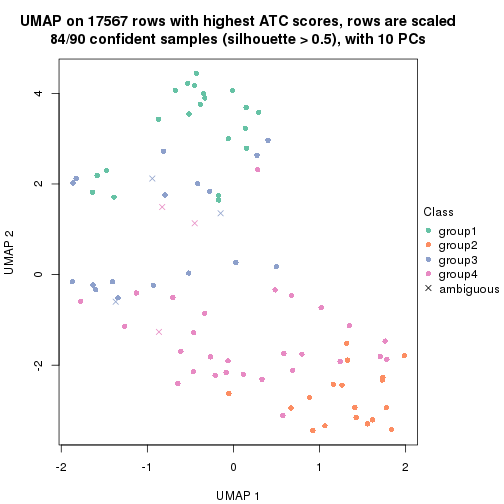 UMAP on 17567 rows with highest ATC scores, rows are scaled
84/90 confident samples (silhouette > 0.5), with 10 PCs
4
2
0
-2
UMAP 2
-2
-1
0
1
2
UMAP 1
Class
group1
group2
group3
group4
ambiguous